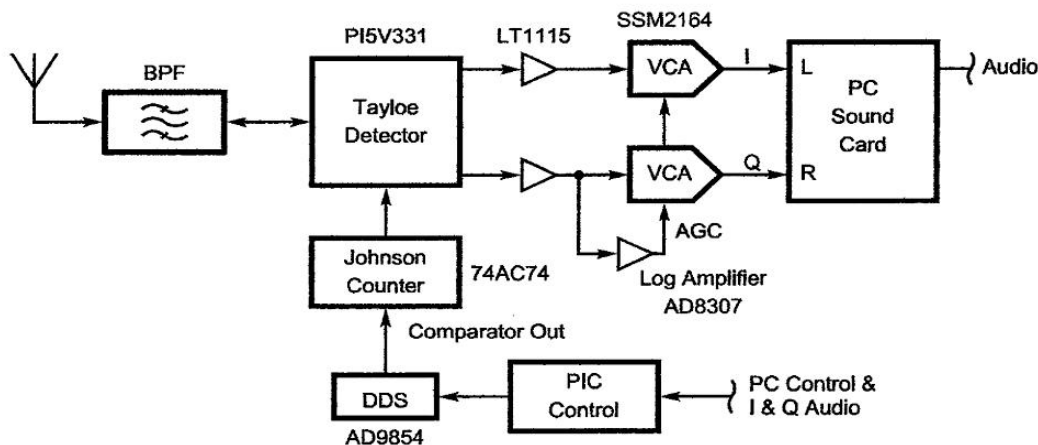 SSM2164
PI5V331
LT1115
BPF
VCA
I
L
PC
Sound
Card
Audio
Tayloe
Detector
VCA
Q
R
AGC
Johnson
Counter
74AC74
Log Amplifier
AD8307
Comparator Out
DDS
AD9854
PIC
Control
PC Control &
I & Q Audio